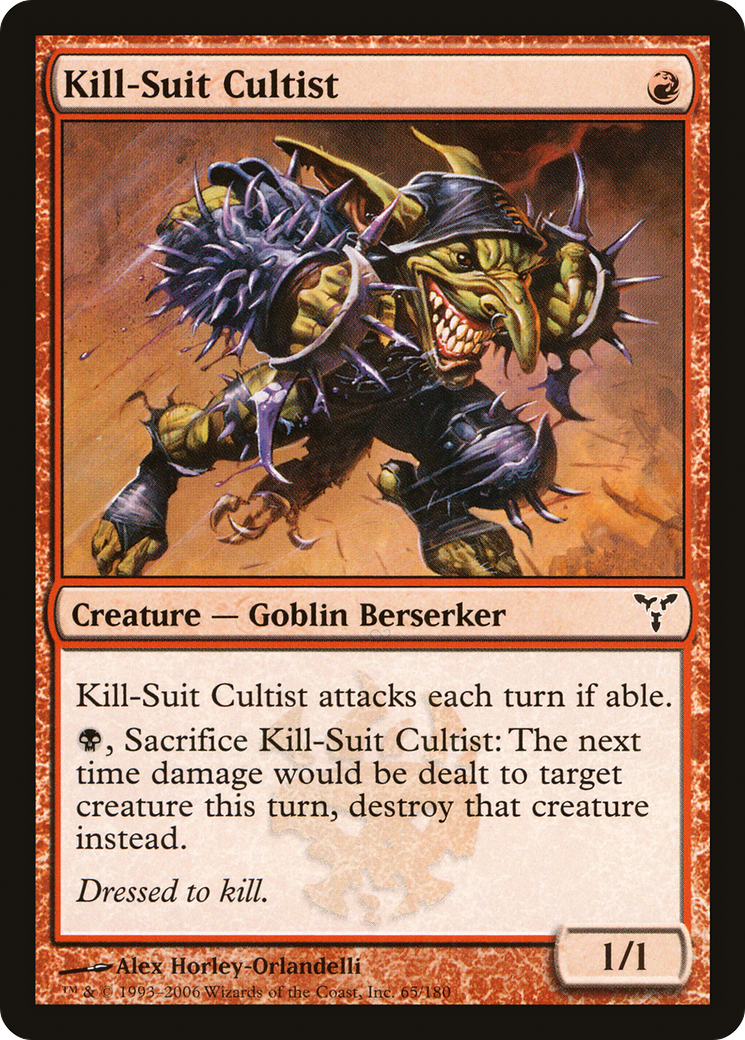 Kill-Suit Cultist
Creature — Goblin Berserker
Kill-Suit Cultist attacks each turn if able.
, Sacrifice Kill-Suit Cultist: The next
time damage would be dealt to target
creature this turn, destroy that creature
instead.
Dressed to kill.
1/1
Alex Horley-Orlandelli
™ & © 1993–2006 Wizards of the Coast, Inc. 65/180